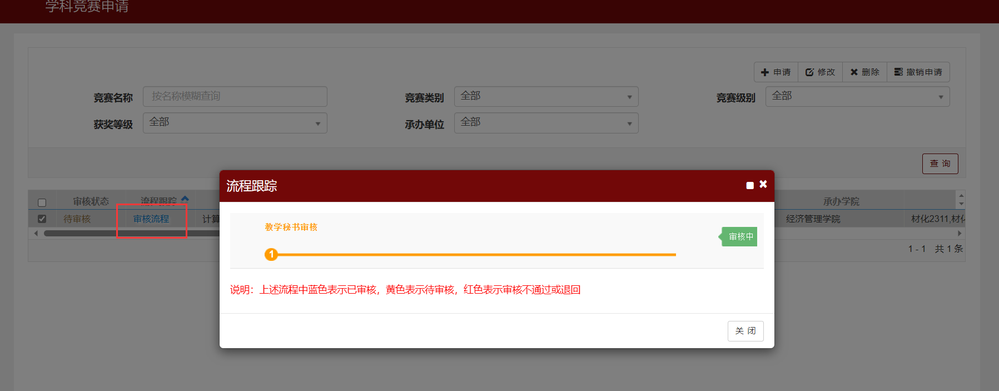 学科竞赛申请
申请 修改 删除 撤销申请
竞赛名称 按名称模糊查询 竞赛类别 全部 竞赛级别 全部
获奖等级 全部 承办单位 全部
查 询
流程跟踪
审核状态 流程跟踪 承办学院
待审核 审核流程 计算 经济管理学院 材化2311,材化
教学秘书审核
审核中
1
1 - 1 共 1 条
说明：上述流程中蓝色表示已审核，黄色表示待审核，红色表示审核不通过或退回
关 闭